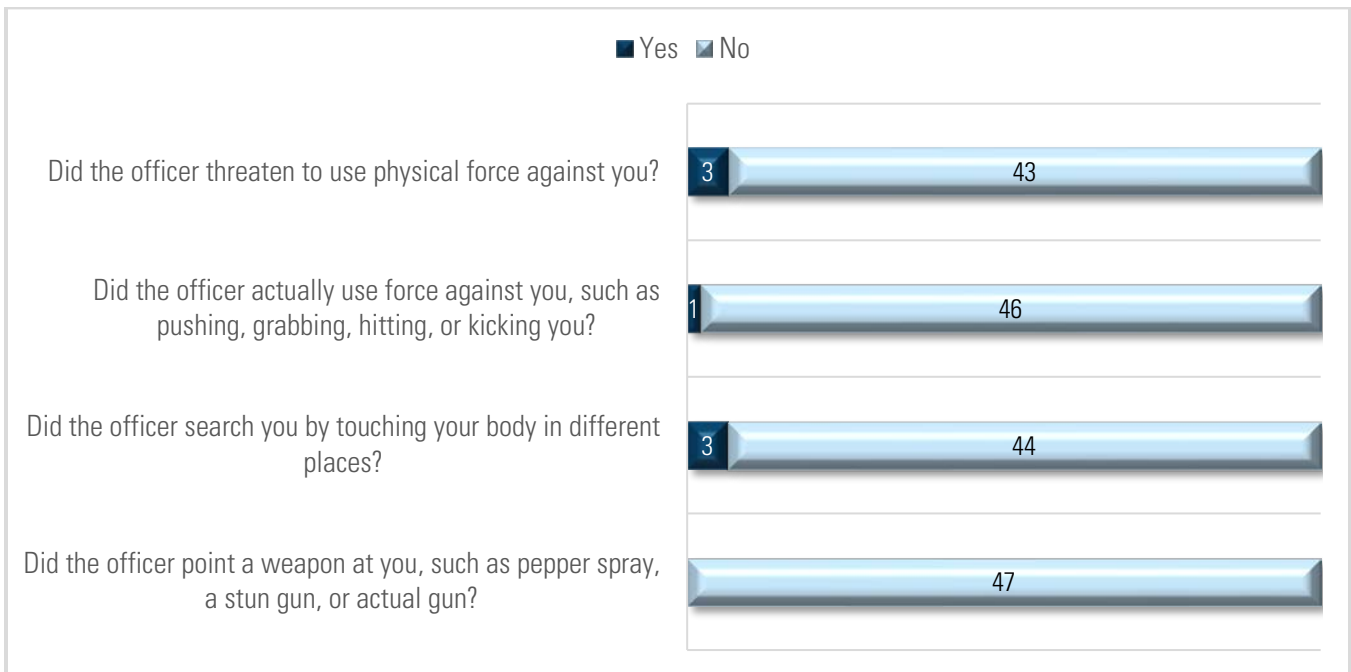 Yes No
Did the officer threaten to use physical force against you?
3 43
Did the officer actually use force against you, such as
pushing, grabbing, hitting, or kicking you?
1 46
Did the officer search you by touching your body in different
places?
3 44
Did the officer point a weapon at you, such as pepper spray,
a stun gun, or actual gun?
47